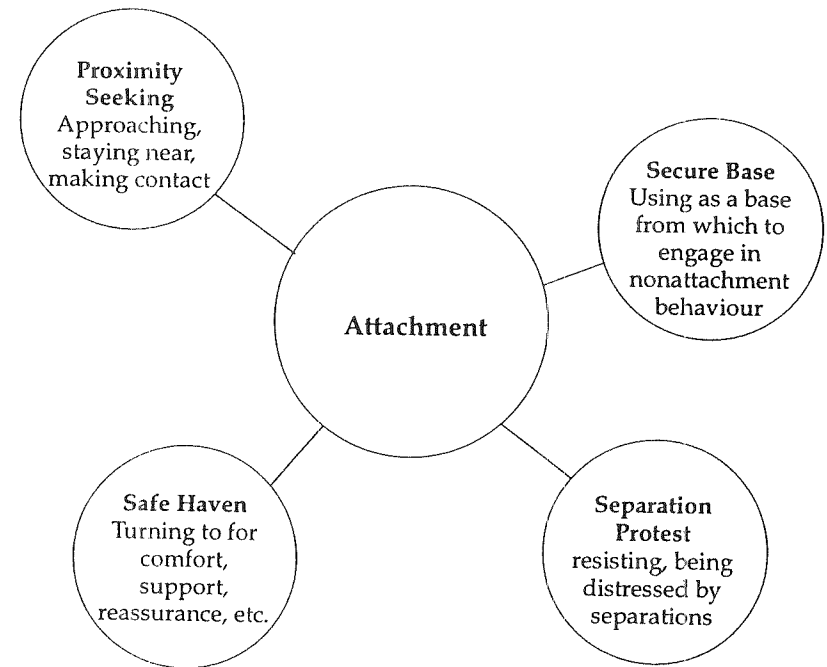 Proximity
Seeking
Approaching,
staying near,
making contact
Secure Base
Using as a base
from which to
engage in
nonattachment
behaviour
Attachment
Safe Haven
Turning to for
comfort,
support,
reassurance, etc.
Separation
Protest
resisting, being
distressed by
separations